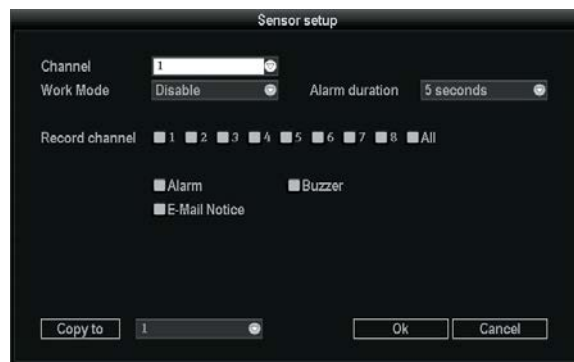 Sensor setup
Channel 1
Work Mode Disable Alarm duration 5 seconds
Record channel 1 2 3 4 5 6 7 8 All
Alarm Buzzer
E-Mail Notice
Copy to 1 Ok Cancel